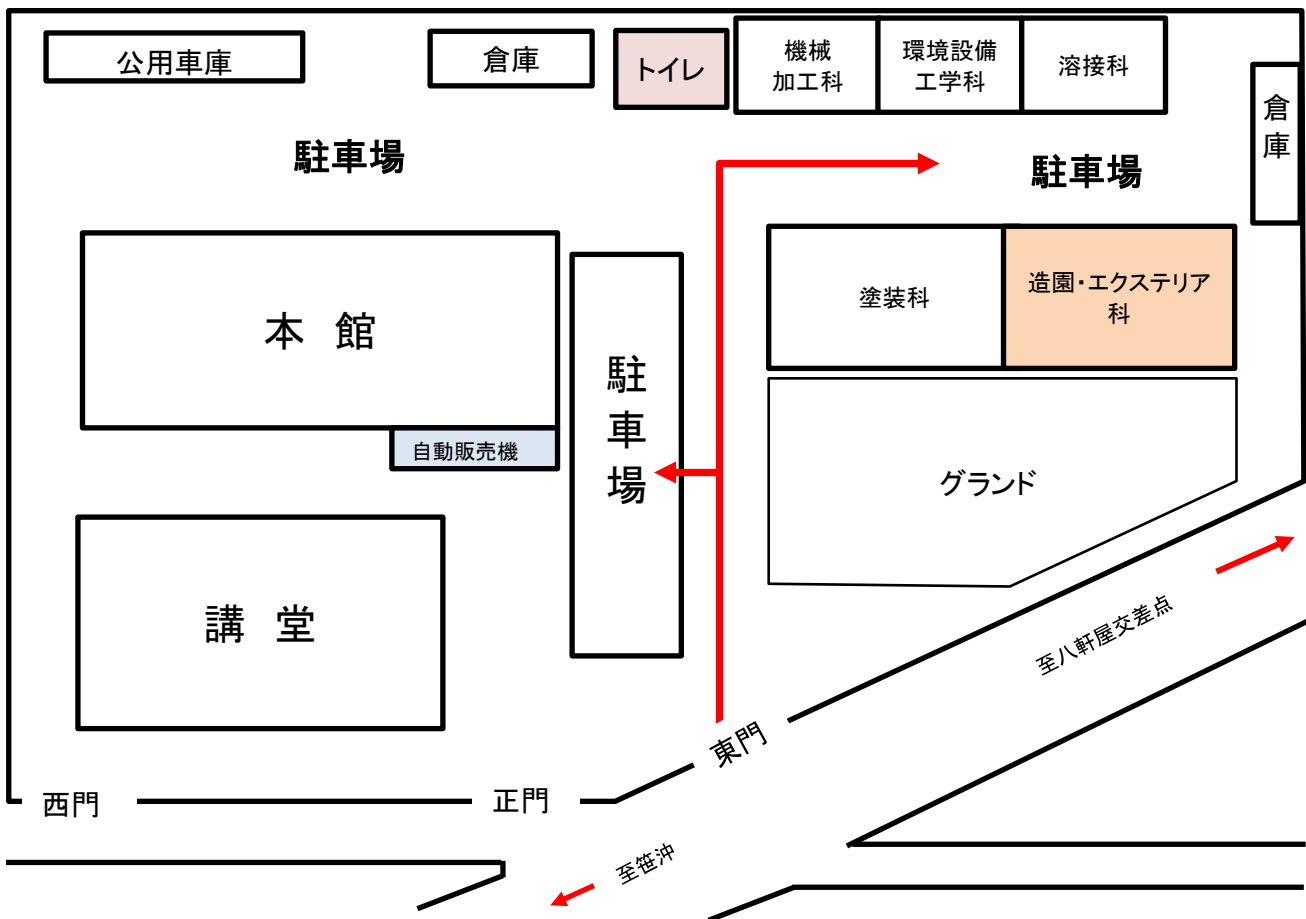 公用車庫
倉庫
トイレ
機械
加工科
環境設備
工学科
溶接科
倉庫
駐車場
駐車場
本 館
自動販売機
駐車場
塗装科
造園・エクステリア
科
グランド
講 堂
至八軒屋交差点
東門
西門
正門
至笹沖